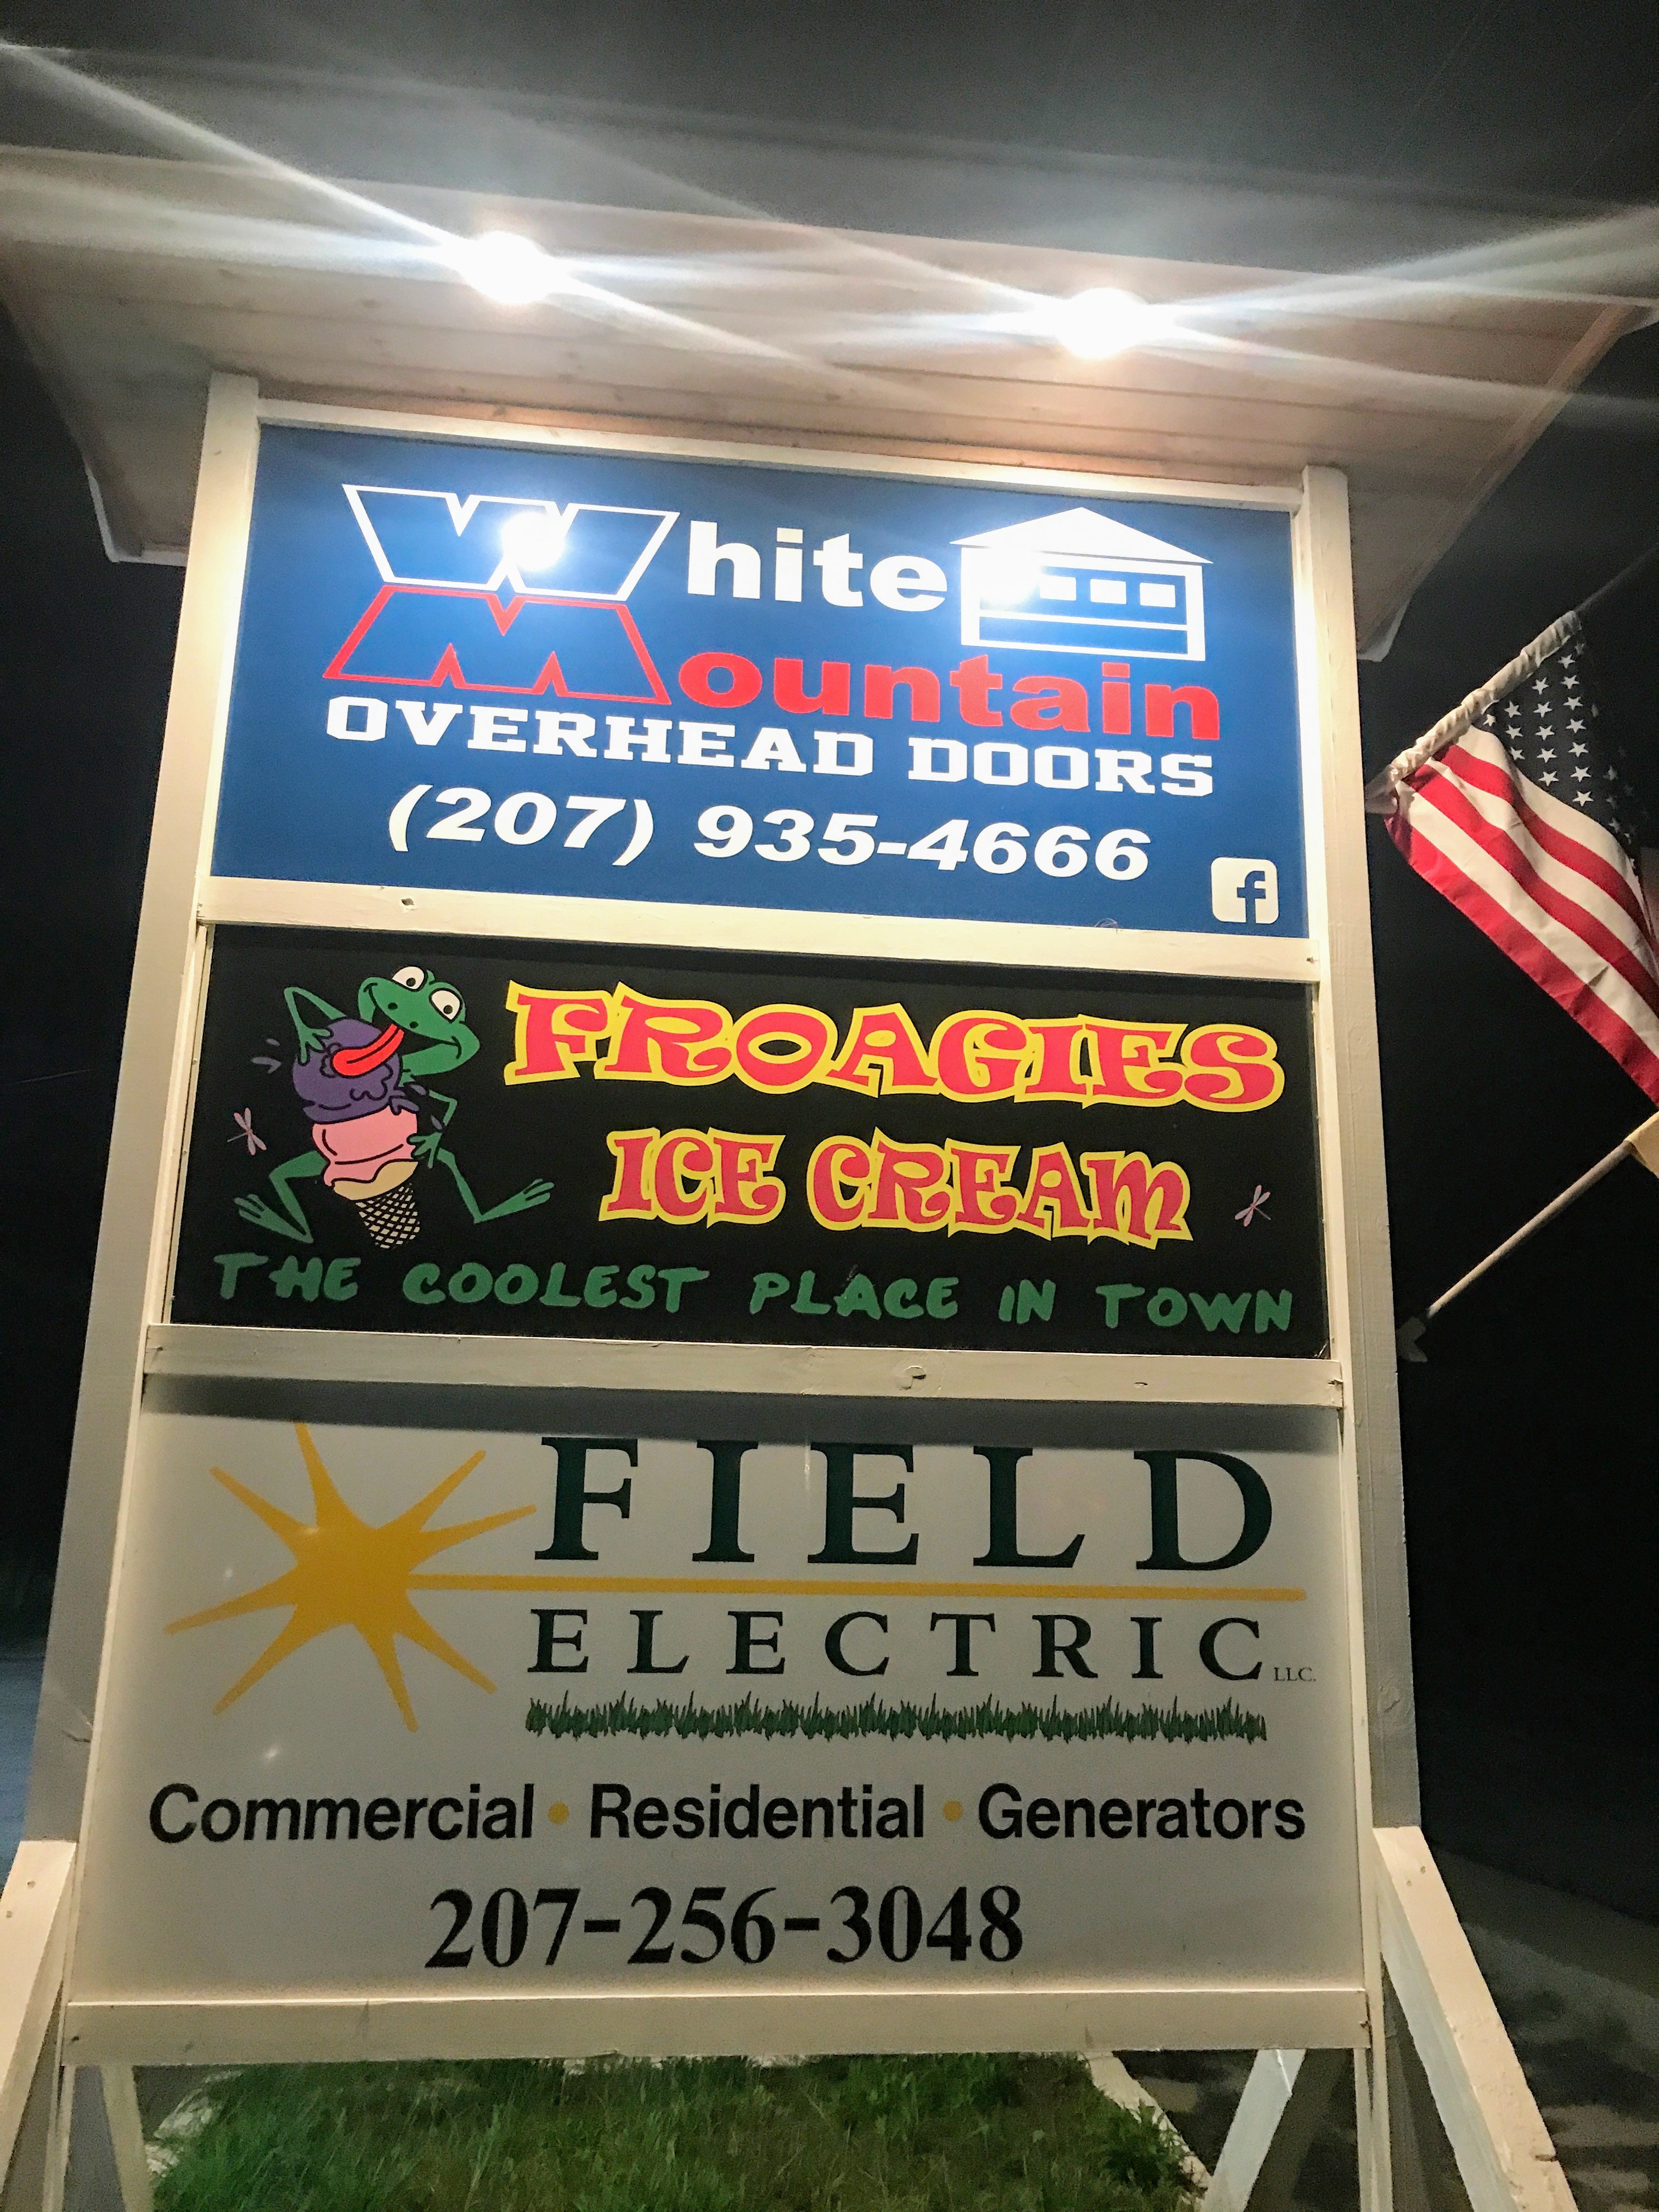 White
Mountain
OVERHEAD DOORS
(207) 935-4666
f
FROAGIES
ICE CREAM
THE COOLEST PLACE IN TOWN
FIELD
ELECTRIC LLC.
Commercial • Residential • Generators
207-256-3048